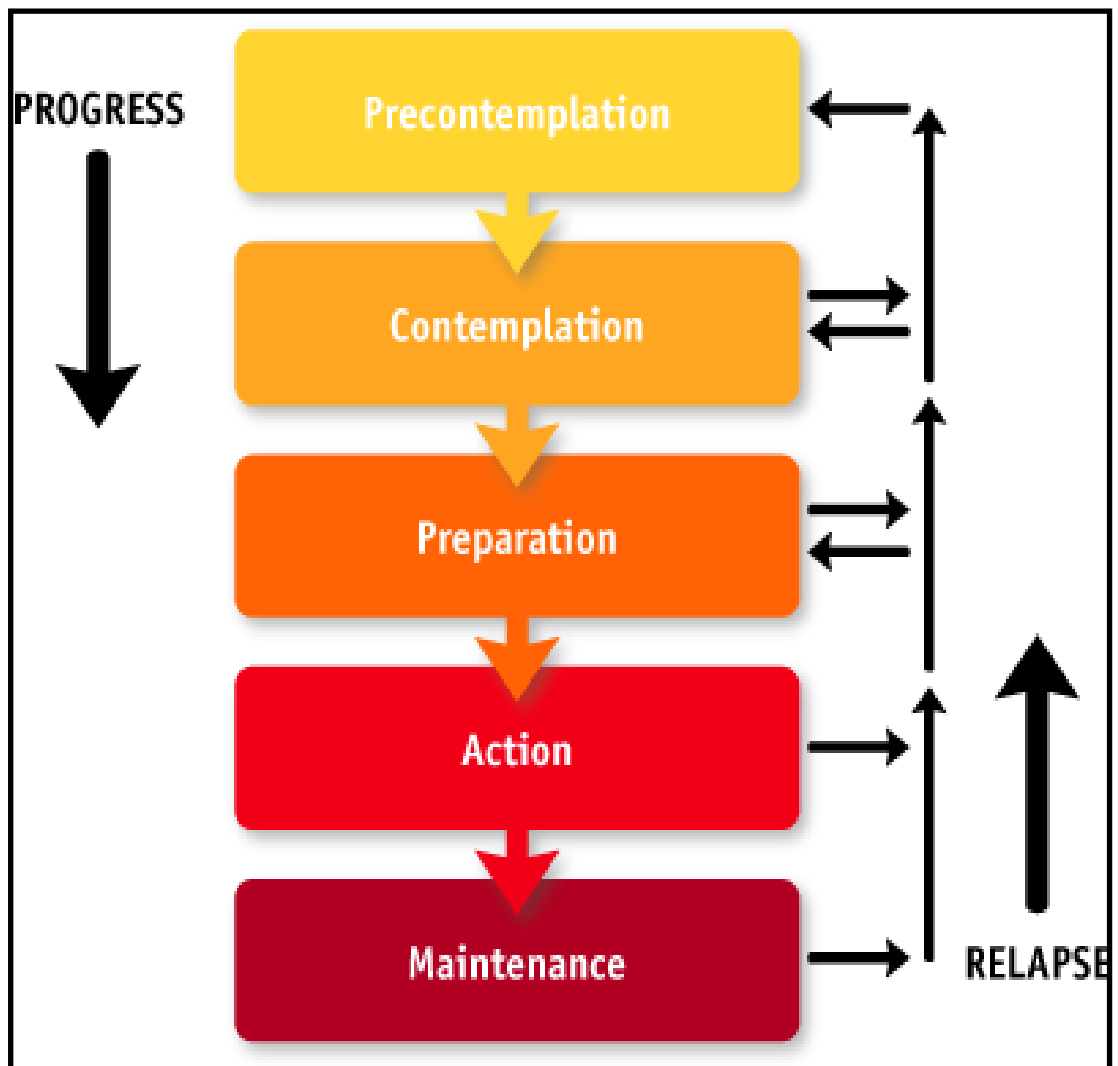 PROGRESS
Precontemplation
Contemplation
Preparation
Action
Maintenance
RELAPSE